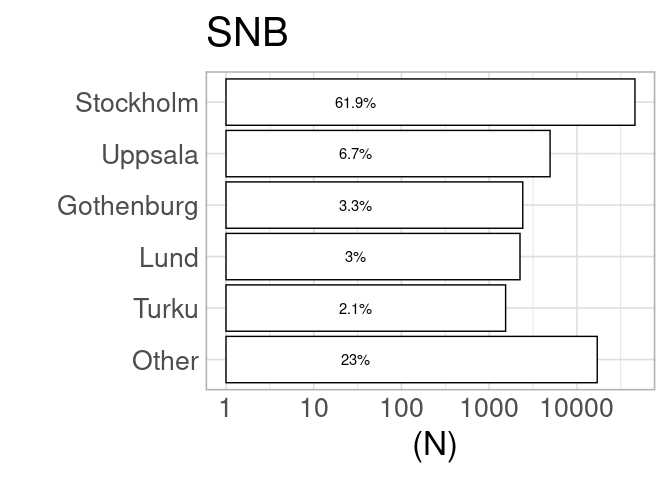 SNB
Stockholm 61.9%
Uppsala 6.7%
Gothenburg 3.3%
Lund 3%
Turku 2.1%
Other 23%
1 10 100 1000 10000
(N)